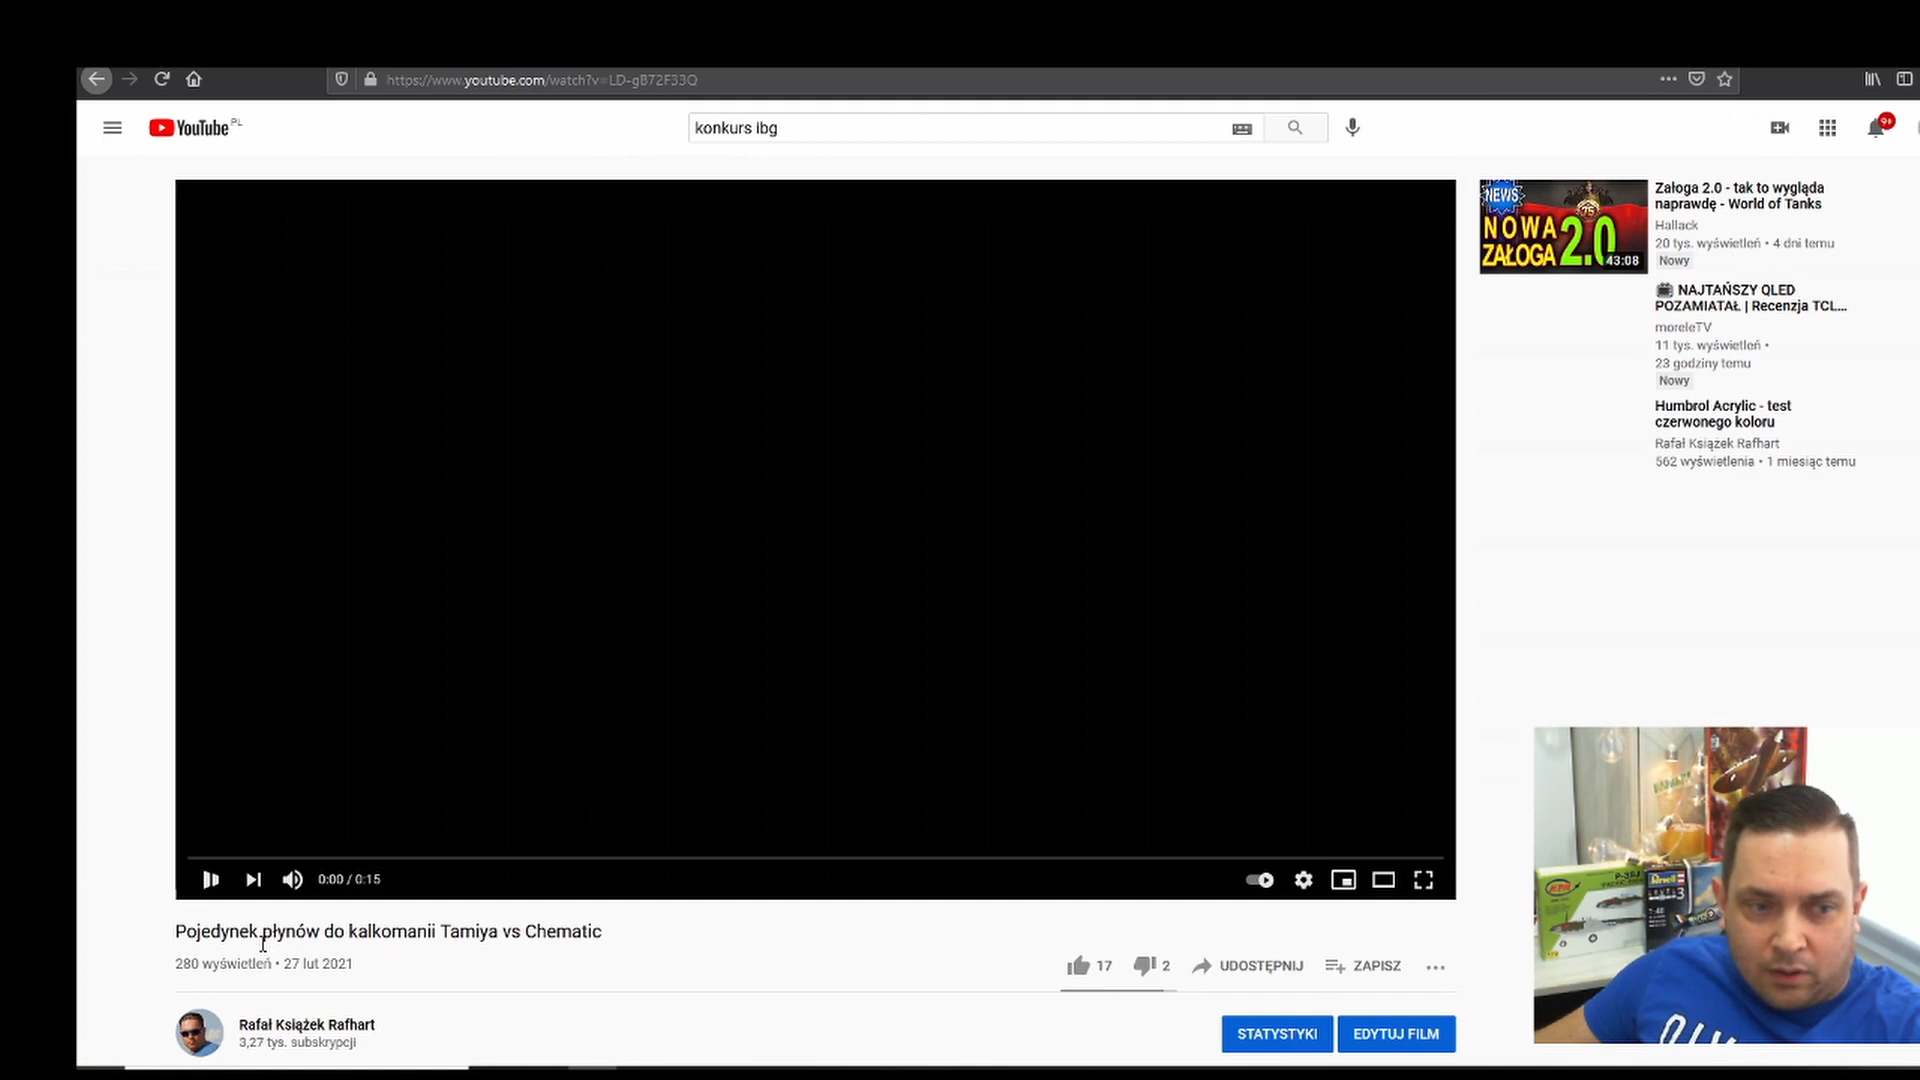 https://www.youtube.com/watch?v=LD-gB72F33Q
YouTube PL
konkurs ibg
9+
NEWS
NOWA
ZAŁOGA 2.0
43:08
Załoga 2.0 - tak to wygląda
naprawdę - World of Tanks
Hallack
20 tys. wyświetleń • 4 dni temu
Nowy
NAJTAŃSZY QLED
POZAMIATAŁ | Recenzja TCL...
moreleTV
11 tys. wyświetleń •
23 godziny temu
Nowy
Humbrol Acrylic - test
czerwonego koloru
Rafał Książek Rafhart
562 wyświetlenia • 1 miesiąc temu
0:00 / 0:15
Pojedynek płynów do kalkomanii Tamiya vs Chematic
280 wyświetleń • 27 lut 2021
17
2
UDOSTĘPNIJ
ZAPISZ
Rafał Książek Rafhart
3,27 tys. subskrypcji
STATYSTYKI
EDYTUJ FILM
Revell